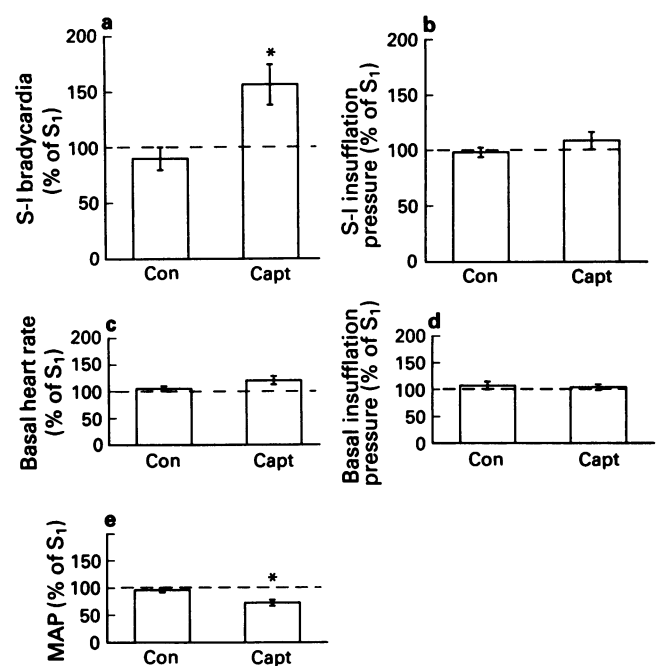 a
S-I bradycardia
(% of S₁)
200
150
100
50
0
*
Con
Capt
b
S-I insufflation
pressure (% of S₁)
200
150
100
50
0
Con
Capt
c
Basal heart rate
(% of S₁)
200
150
100
50
0
Con
Capt
d
Basal insufflation
pressure (% of S₁)
200
150
100
50
0
Con
Capt
e
MAP (% of S₁)
150
100
50
0
*
Con
Capt